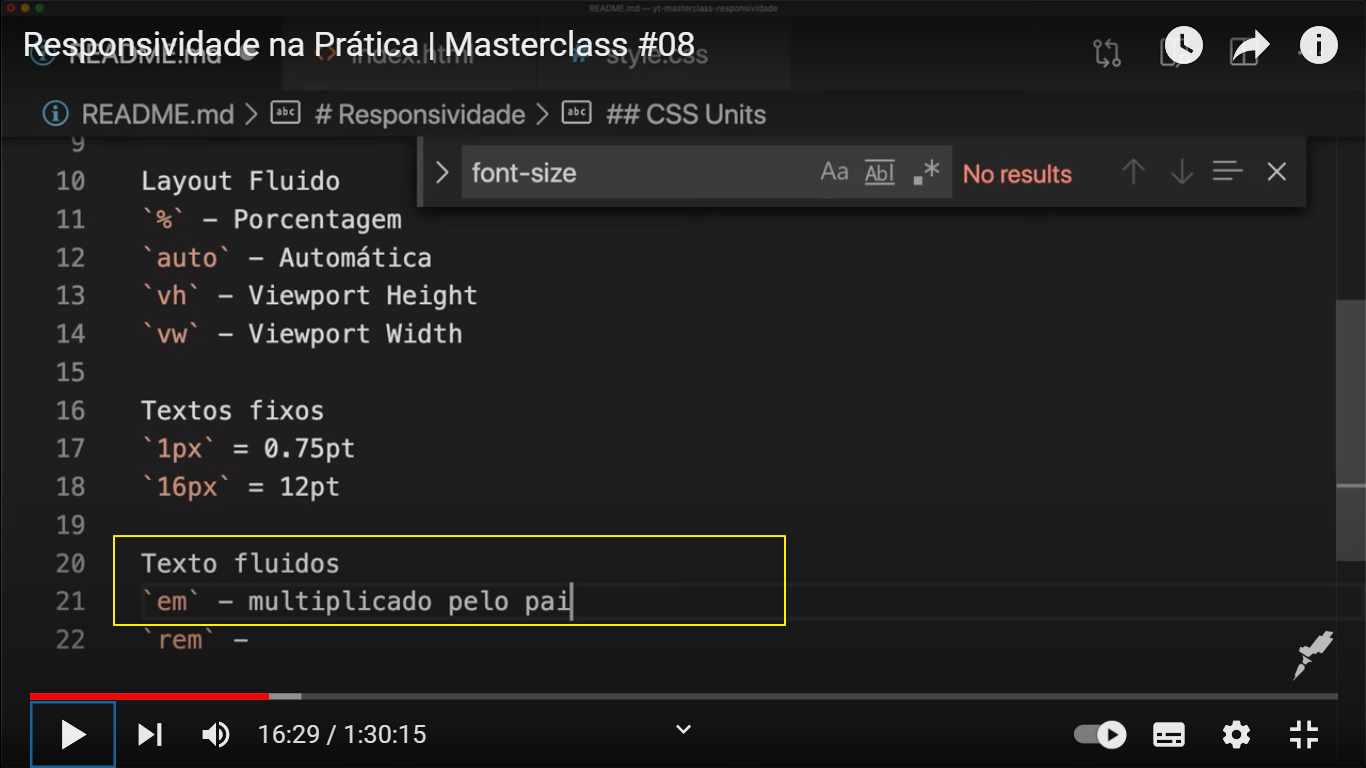 README.md — yt-masterclass-responsividade
Responsividade na Prática | Masterclass #08
README.md index.html # style.css
README.md > # Responsividade > ## CSS Units
font-size Aa Abl .* No results
9
10 Layout Fluido
11 `%` - Porcentagem
12 `auto` - Automática
13 `vh` - Viewport Height
14 `vw` - Viewport Width
15
16 Textos fixos
17 `1px` = 0.75pt
18 `16px` = 12pt
19
20 Texto fluidos
21 `em` - multiplicado pelo pai
22 `rem` -
16:29 / 1:30:15